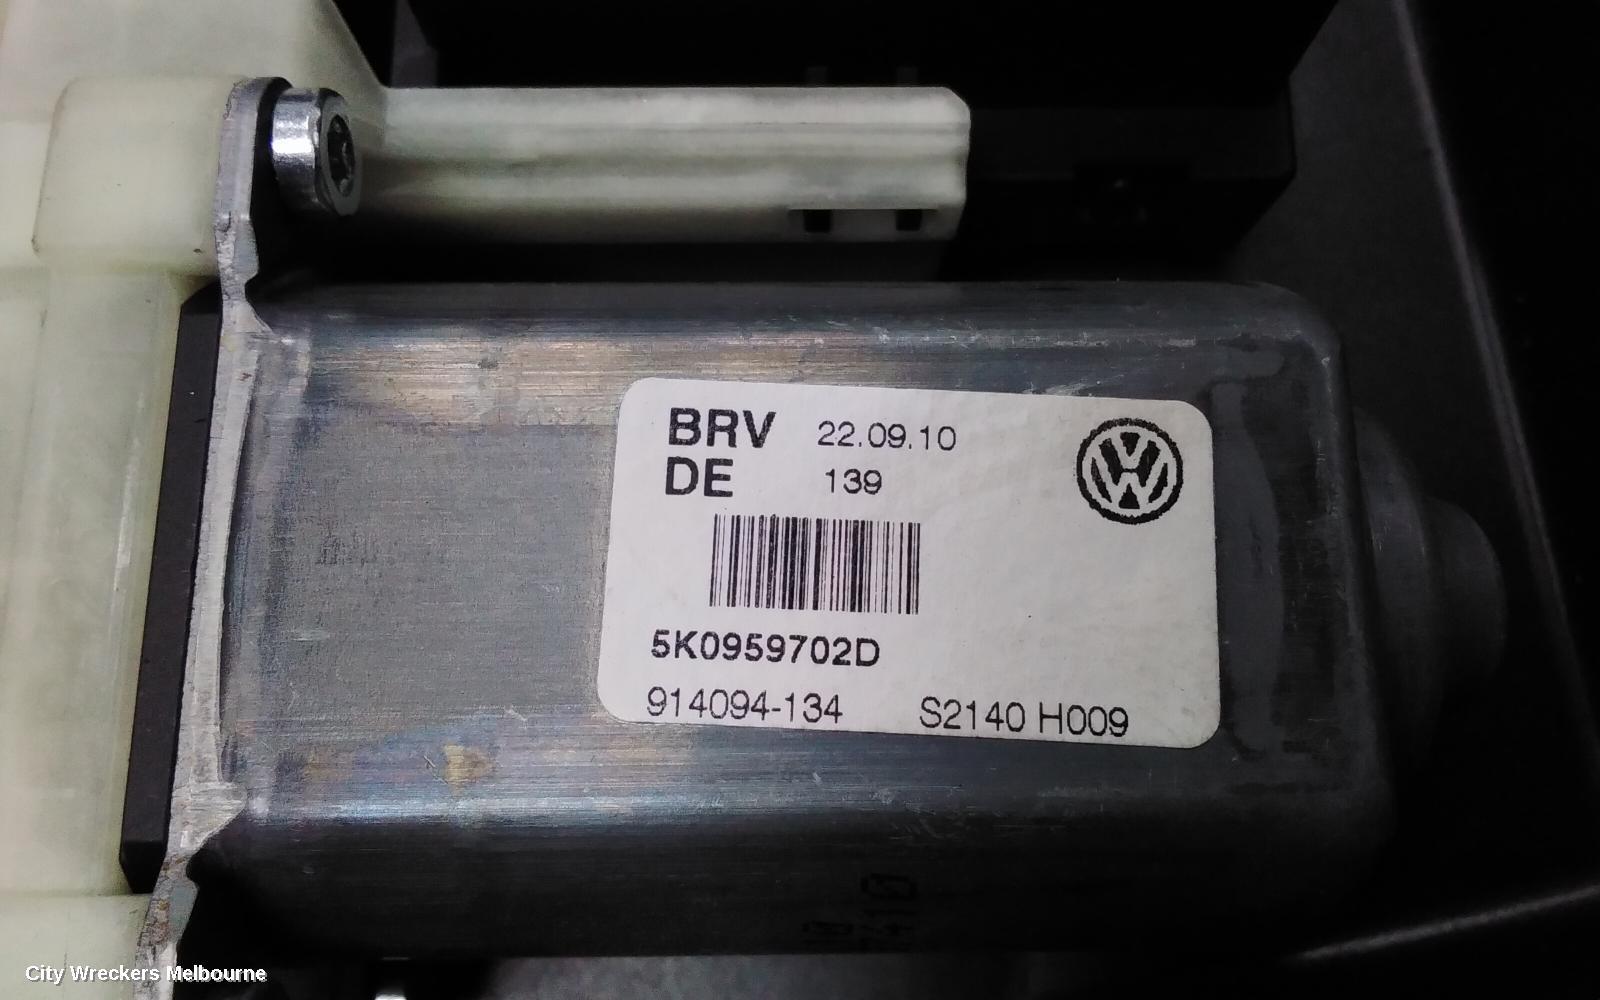 BRV 22.09.10
DE 139
5K0959702D
914094-134 S2140 H009
City Wreckers Melbourne